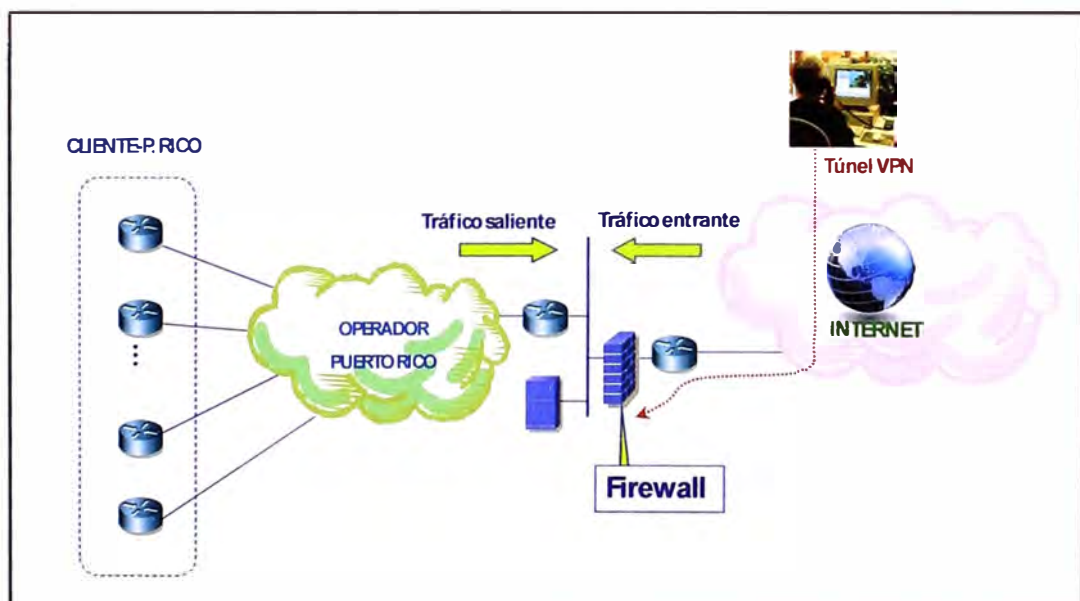 CLIENTE-P. RICO
Túnel VPN
Tráfico saliente
Tráfico entrante
OPERADOR
PUERTO RICO
INTERNET
Firewall